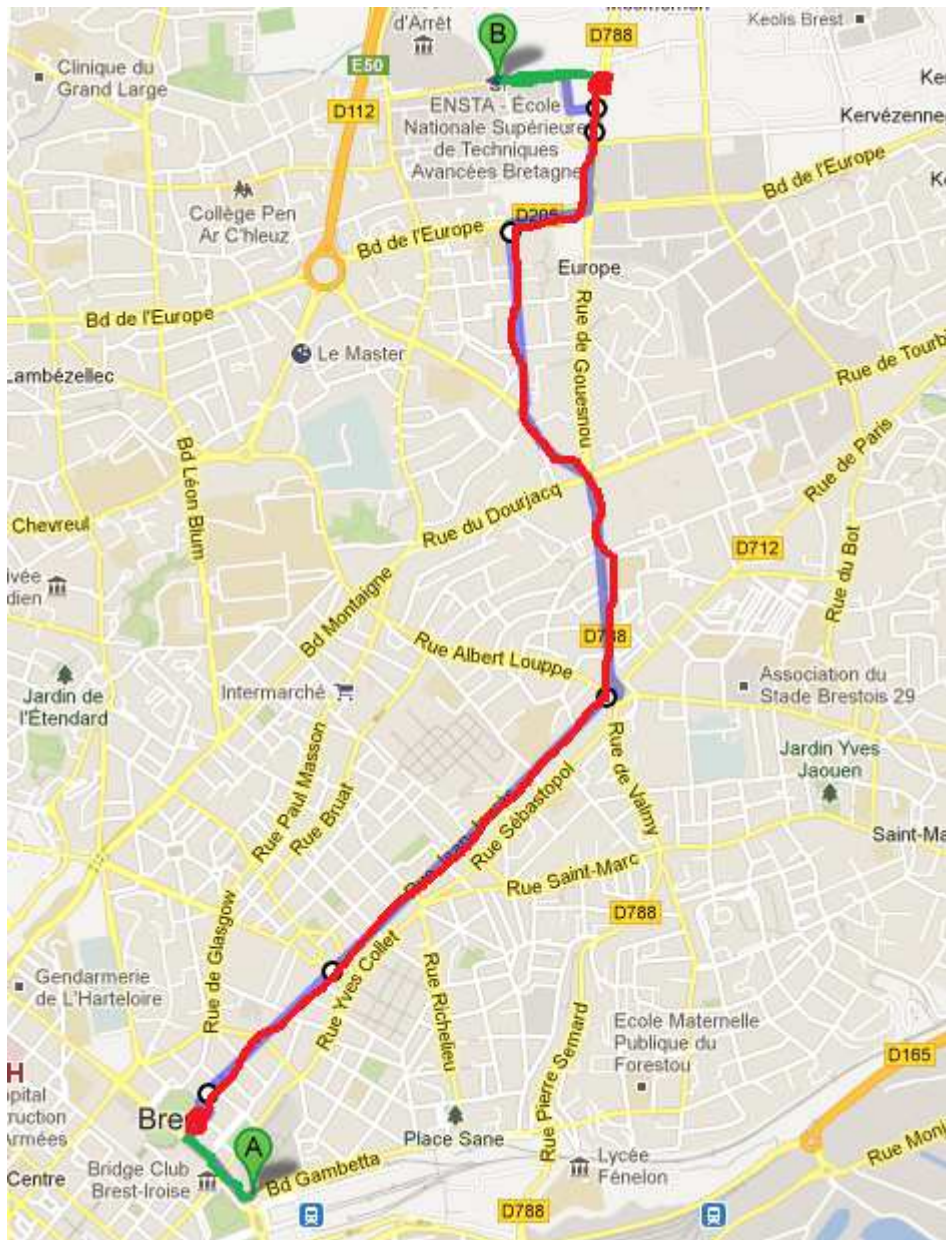 d'Arrêt
B
D788
Keolis Brest
Clinique du
Grand Large
E50
D112
ENSTA - École
Nationale Supérieure
de Techniques
Avancées Bretagne
Kervézenne
Bd de l'Europe
Collège Pen
Ar C'hleuz
D205
Bd de l'Europe
Europe
Bd de l'Europe
Rue de Gouesnou
Le Master
Lambézellec
Rue de Tourb
Bd Léon Blum
Rue de Paris
Chevreul
Rue du Dourjacq
D712
Rue du Bot
ivée
dien
Bd Montaigne
D788
Rue Albert Louppe
Association du
Stade Brestois 29
Jardin de
l'Étendard
Intermarché
Rue de Valmy
Jardin Yves
Jaouen
Rue Paul Masson
Rue Bruat
Rue Sébastopol
Saint-Ma
Rue Saint-Marc
D788
Rue de Glasgow
Rue Yves Collet
Rue Richelieu
Gendarmerie
de L'Harteloire
Rue Pierre Semard
Ecole Maternelle
Publique du
Forestou
D165
H
opital
truction
Armées
Bre
A
Place Sane
Rue Monj
Centre
Bridge Club
Brest-Iroise
Bd Gambetta
Lycée
Fénelon
D788